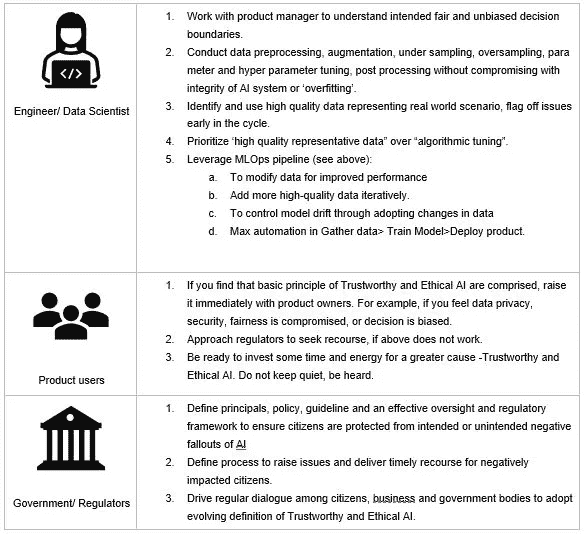 </>
Engineer/ Data Scientist
1. Work with product manager to understand intended fair and unbiased decision
boundaries.
2. Conduct data preprocessing, augmentation, under sampling, oversampling, para
meter and hyper parameter tuning, post processing without compromising with
integrity of AI system or ‘overfitting’.
3. Identify and use high quality data representing real world scenario, flag off issues
early in the cycle.
4. Prioritize ‘high quality representative data” over “algorithmic tuning”.
5. Leverage MLOps pipeline (see above):
a. To modify data for improved performance
b. Add more high-quality data iteratively.
c. To control model drift through adopting changes in data
d. Max automation in Gather data> Train Model>Deploy product.
Product users
1. If you find that basic principle of Trustworthy and Ethical AI are comprised, raise
it immediately with product owners. For example, if you feel data privacy,
security, fairness is compromised, or decision is biased.
2. Approach regulators to seek recourse, if above does not work.
3. Be ready to invest some time and energy for a greater cause -Trustworthy and
Ethical AI. Do not keep quiet, be heard.
Government/ Regulators
1. Define principals, policy, guideline and an effective oversight and regulatory
framework to ensure citizens are protected from intended or unintended negative
fallouts of AI
2. Define process to raise issues and deliver timely recourse for negatively
impacted citizens.
3. Drive regular dialogue among citizens, business and government bodies to adopt
evolving definition of Trustworthy and Ethical AI.